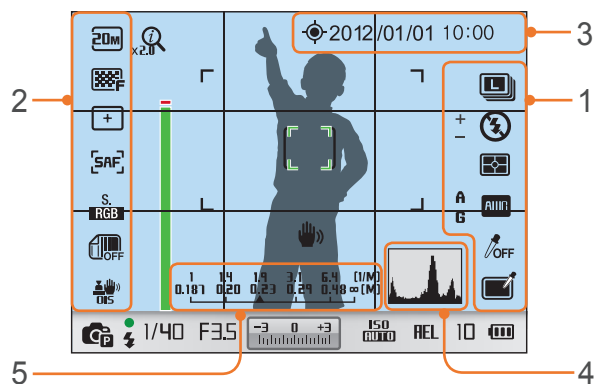 2012/01/01 10:00
3
20M
x2.0
F
L
2
1
+
+
−
SAF
S.
RGB
A
G
AWB
OFF
OFF
OIS
1 1.4 1.9 3.1 6.4 (1/M)
0.187 0.20 0.23 0.29 0.48 ∞(M)
P
1/40 F3.5
−3 0 +3
ISO
AUTO
AEL
10
5
4